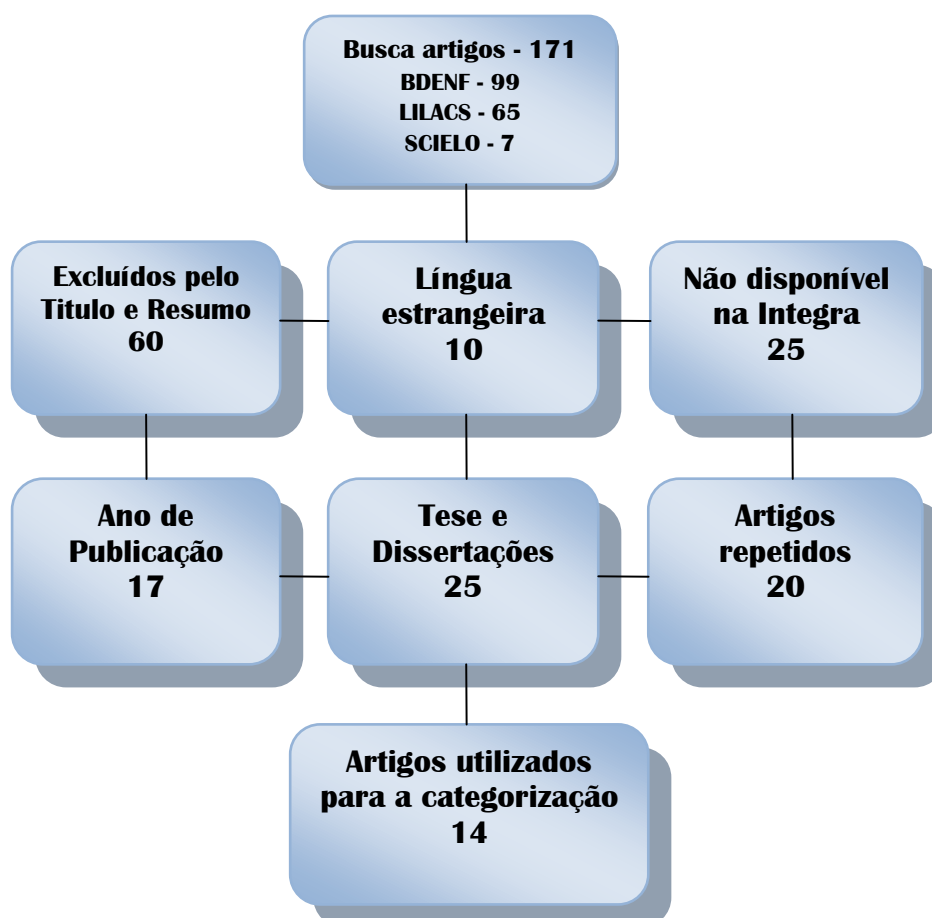 Busca artigos - 171
BDENF - 99
LILACS - 65
SCIELO - 7
Excluídos pelo
Titulo e Resumo
60
Língua
estrangeira
10
Não disponível
na Integra
25
Ano de
Publicação
17
Tese e
Dissertações
25
Artigos
repetidos
20
Artigos utilizados
para a categorização
14